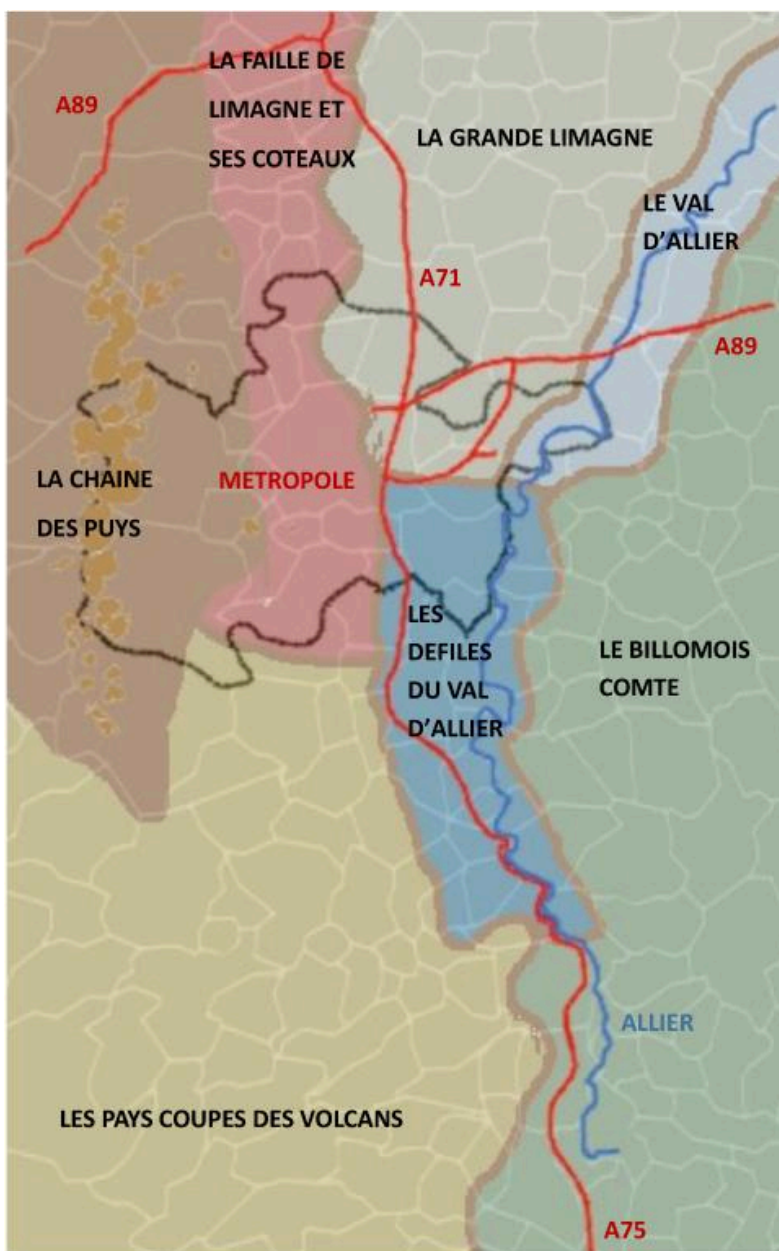 LA FAILLE DE
LIMAGNE ET
SES COTEAUX
A89
LA GRANDE LIMAGNE
LE VAL
D'ALLIER
A71
A89
LA CHAINE
DES PUYS
METROPOLE
LES
DEFILES
DU VAL
D'ALLIER
LE BILLOMOIS
COMTE
ALLIER
LES PAYS COUPES DES VOLCANS
A75